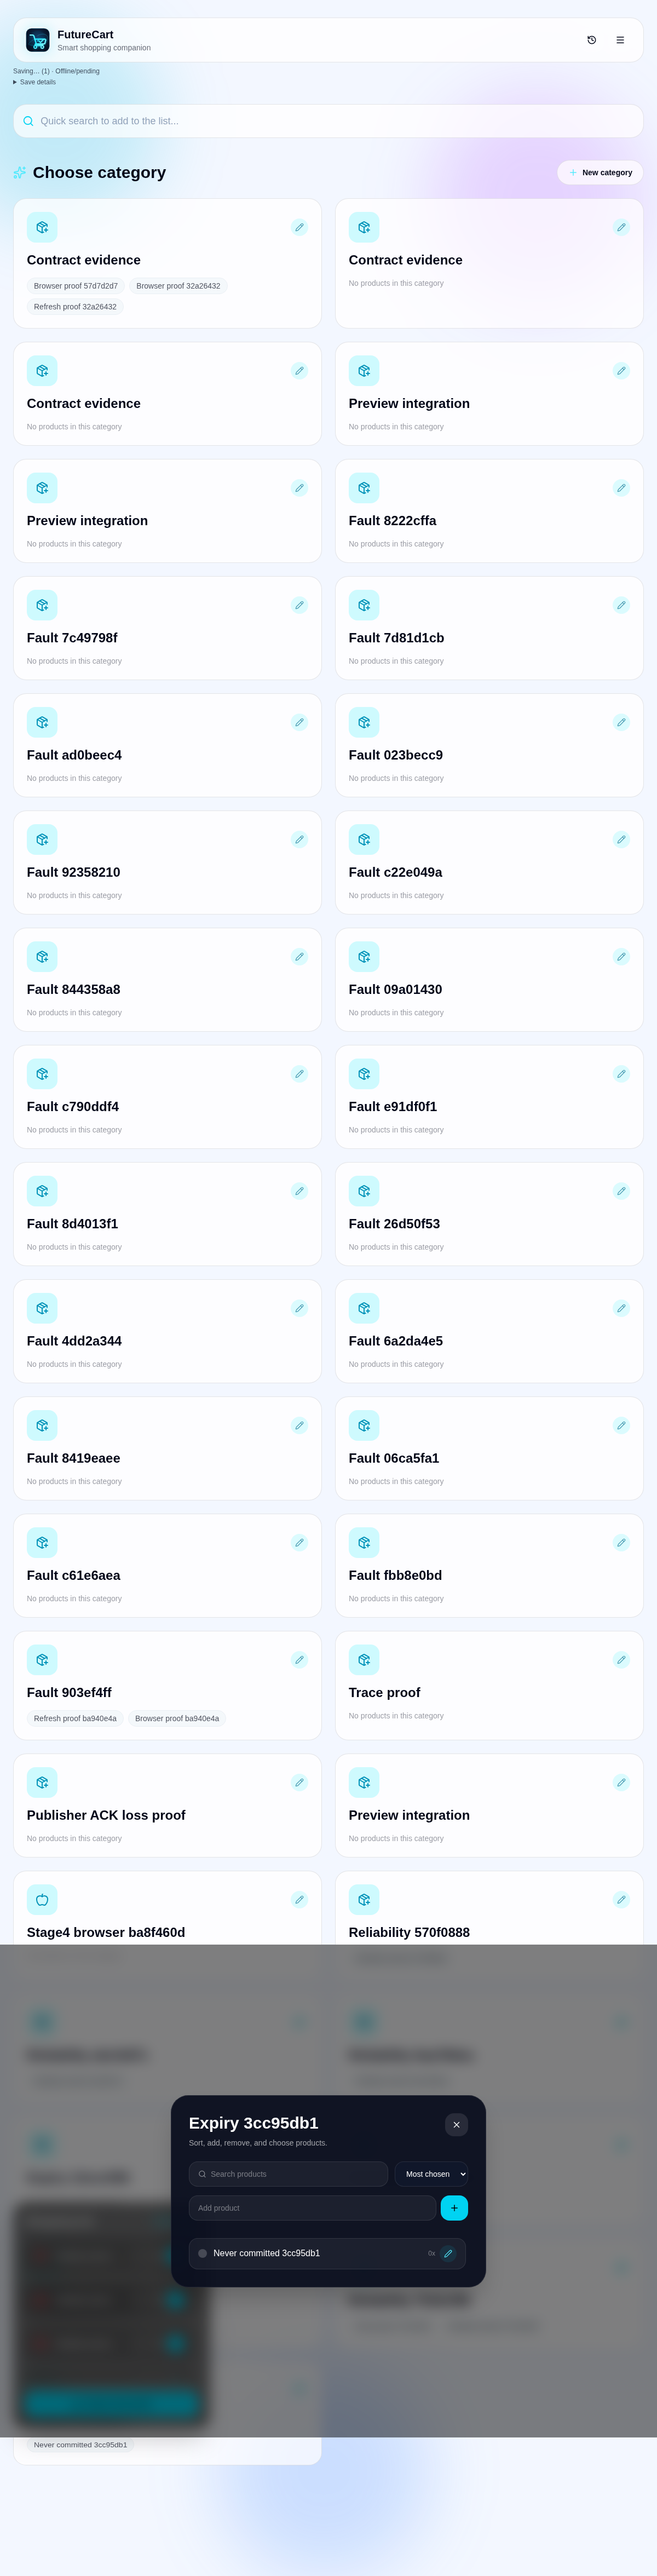 FutureCart
Smart shopping companion
Saving… (1) · Offline/pending
Save details
Quick search to add to the list...
Choose category
New category
Contract evidence
Browser proof 57d7d2d7
Browser proof 32a26432
Refresh proof 32a26432
Contract evidence
No products in this category
Contract evidence
No products in this category
Preview integration
No products in this category
Preview integration
No products in this category
Fault 8222cffa
No products in this category
Fault 7c49798f
No products in this category
Fault 7d81d1cb
No products in this category
Fault ad0beec4
No products in this category
Fault 023becc9
No products in this category
Fault 92358210
No products in this category
Fault c22e049a
No products in this category
Fault 844358a8
No products in this category
Fault 09a01430
No products in this category
Fault c790ddf4
No products in this category
Fault e91df0f1
No products in this category
Fault 8d4013f1
No products in this category
Fault 26d50f53
No products in this category
Fault 4dd2a344
No products in this category
Fault 6a2da4e5
No products in this category
Fault 8419eaee
No products in this category
Fault 06ca5fa1
No products in this category
Fault c61e6aea
No products in this category
Fault fbb8e0bd
No products in this category
Fault 903ef4ff
Refresh proof ba940e4a
Browser proof ba940e4a
Trace proof
No products in this category
Publisher ACK loss proof
No products in this category
Preview integration
No products in this category
Stage4 browser ba8f460d
Reliability 570f0888
Expiry 3cc95db1
Sort, add, remove, and choose products.
Search products
Most chosen
Add product
Never committed 3cc95db1
0x
Never committed 3cc95db1